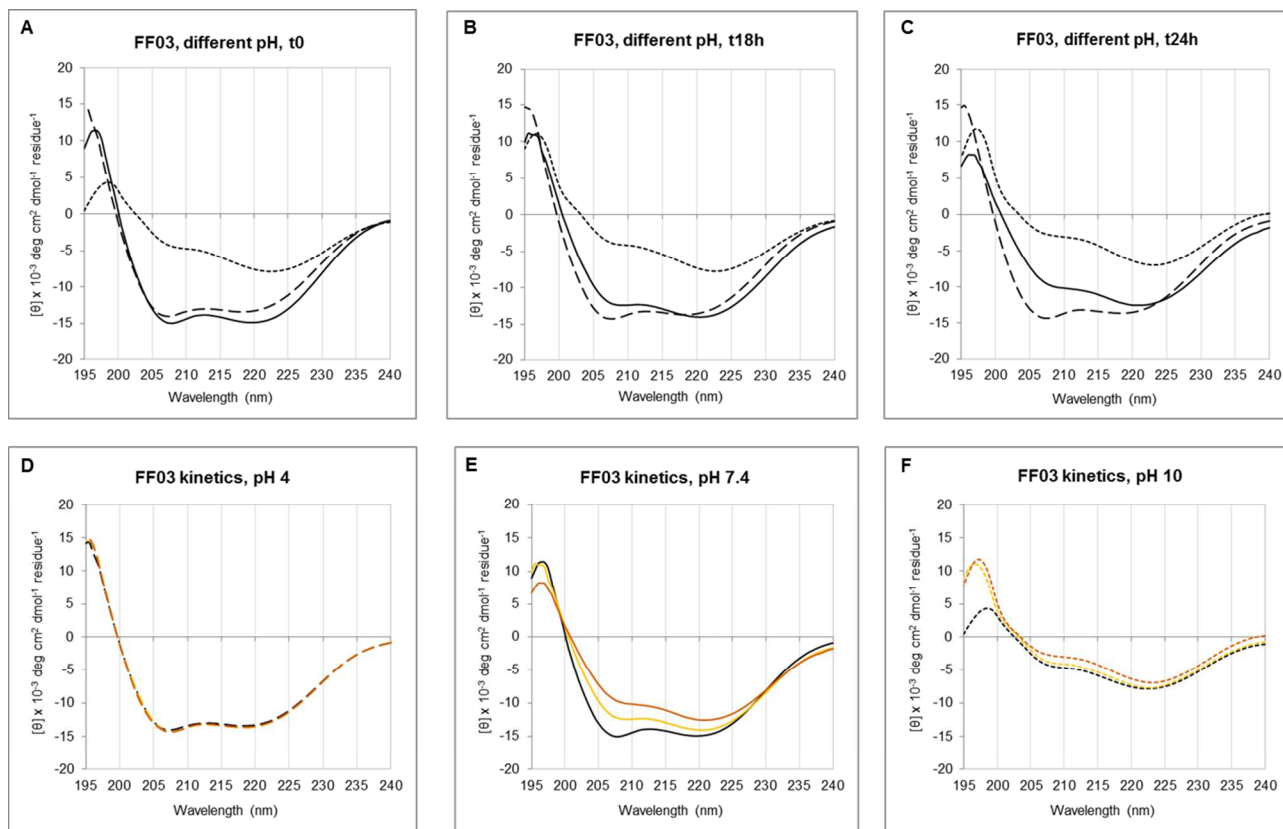 A
FF03, different pH, t0
20
15
10
5
0
-5
-10
-15
-20
195 200 205 210 215 220 225 230 235 240
Wavelength (nm)
[θ] x 10⁻³ deg cm² dmol⁻¹ residue⁻¹
B
FF03, different pH, t18h
20
15
10
5
0
-5
-10
-15
-20
195 200 205 210 215 220 225 230 235 240
Wavelength (nm)
[θ] x 10⁻³ deg cm² dmol⁻¹ residue⁻¹
C
FF03, different pH, t24h
20
15
10
5
0
-5
-10
-15
-20
195 200 205 210 215 220 225 230 235 240
Wavelength (nm)
[θ] x 10⁻³ deg cm² dmol⁻¹ residue⁻¹
D
FF03 kinetics, pH 4
20
15
10
5
0
-5
-10
-15
-20
195 200 205 210 215 220 225 230 235 240
Wavelength (nm)
[θ] x 10⁻³ deg cm² dmol⁻¹ residue⁻¹
E
FF03 kinetics, pH 7.4
20
15
10
5
0
-5
-10
-15
-20
195 200 205 210 215 220 225 230 235 240
Wavelength (nm)
[θ] x 10⁻³ deg cm² dmol⁻¹ residue⁻¹
F
FF03 kinetics, pH 10
20
15
10
5
0
-5
-10
-15
-20
195 200 205 210 215 220 225 230 235 240
Wavelength (nm)
[θ] x 10⁻³ deg cm² dmol⁻¹ residue⁻¹